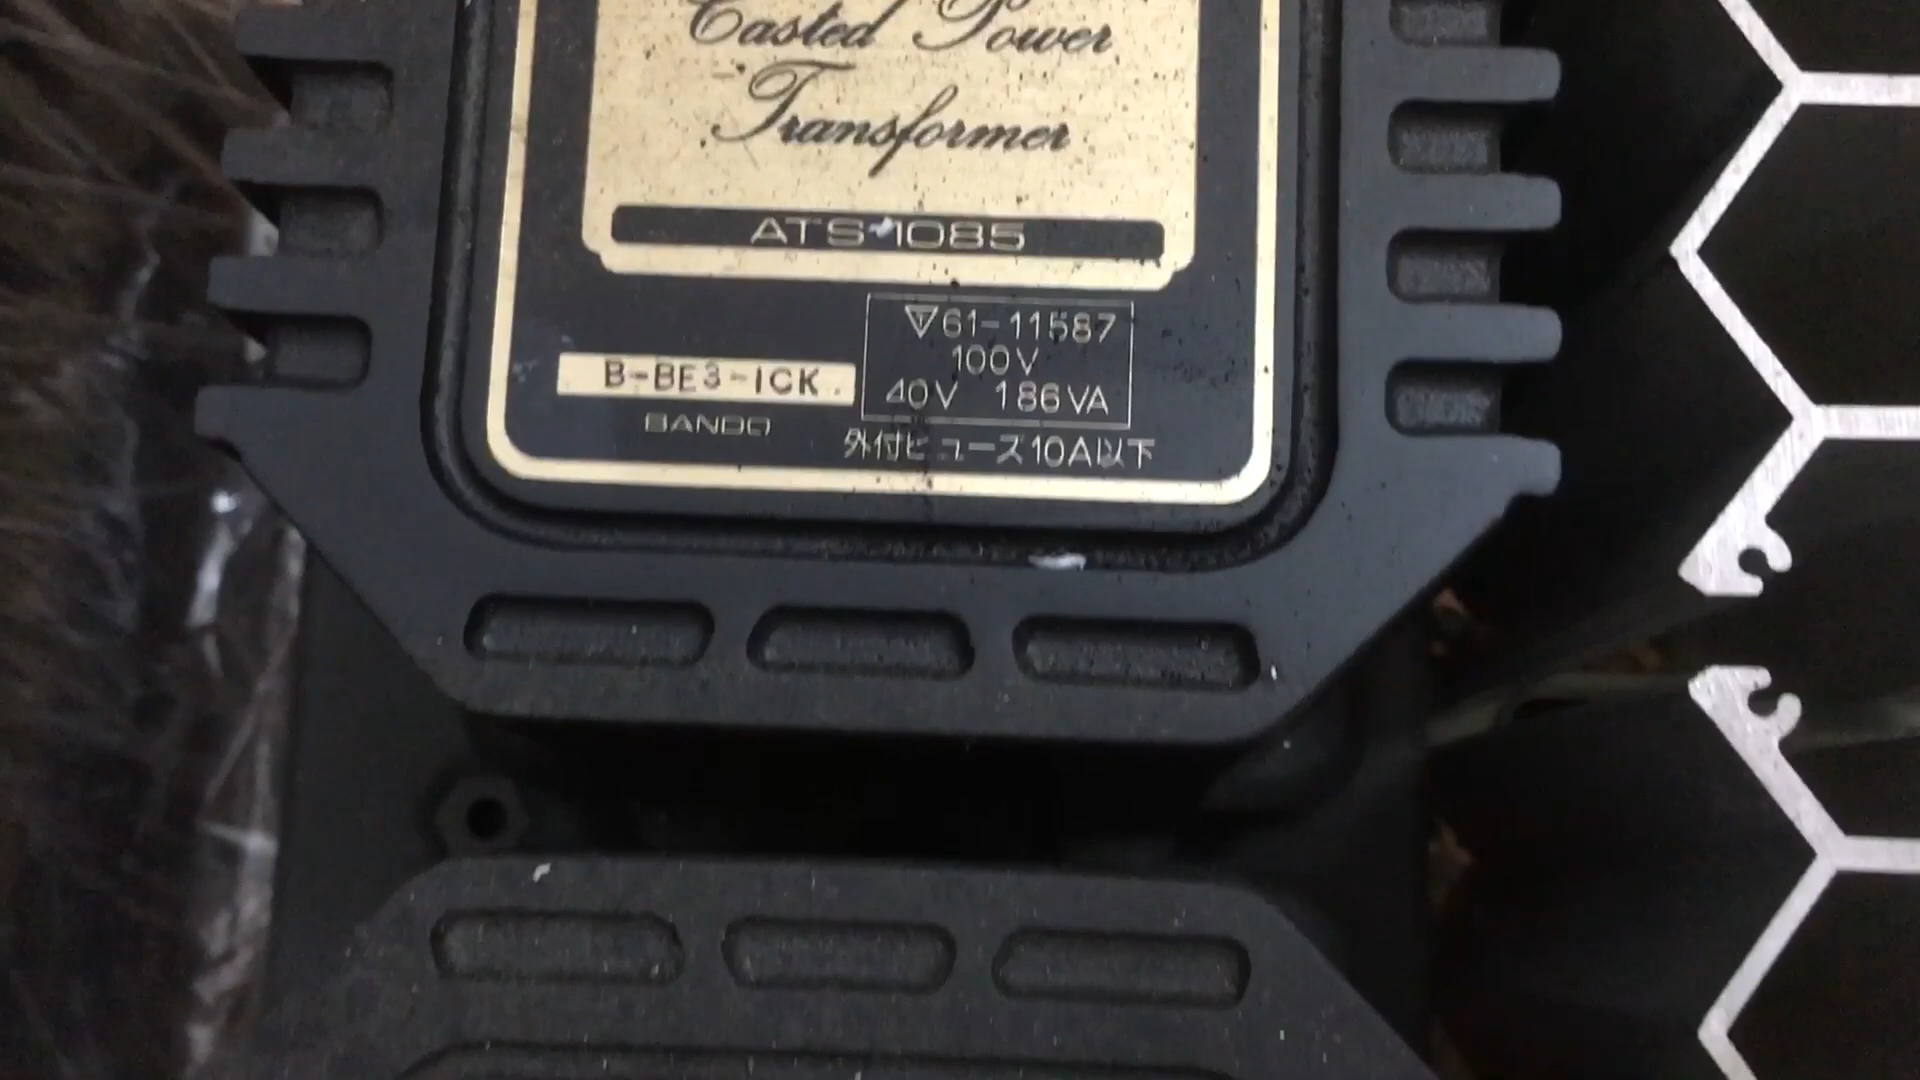 Casted Power
Transformer
ATS-1085
61-11587
100V
40V 186VA
B-BE3-ICK
BANDO
外付ヒューズ10A以下